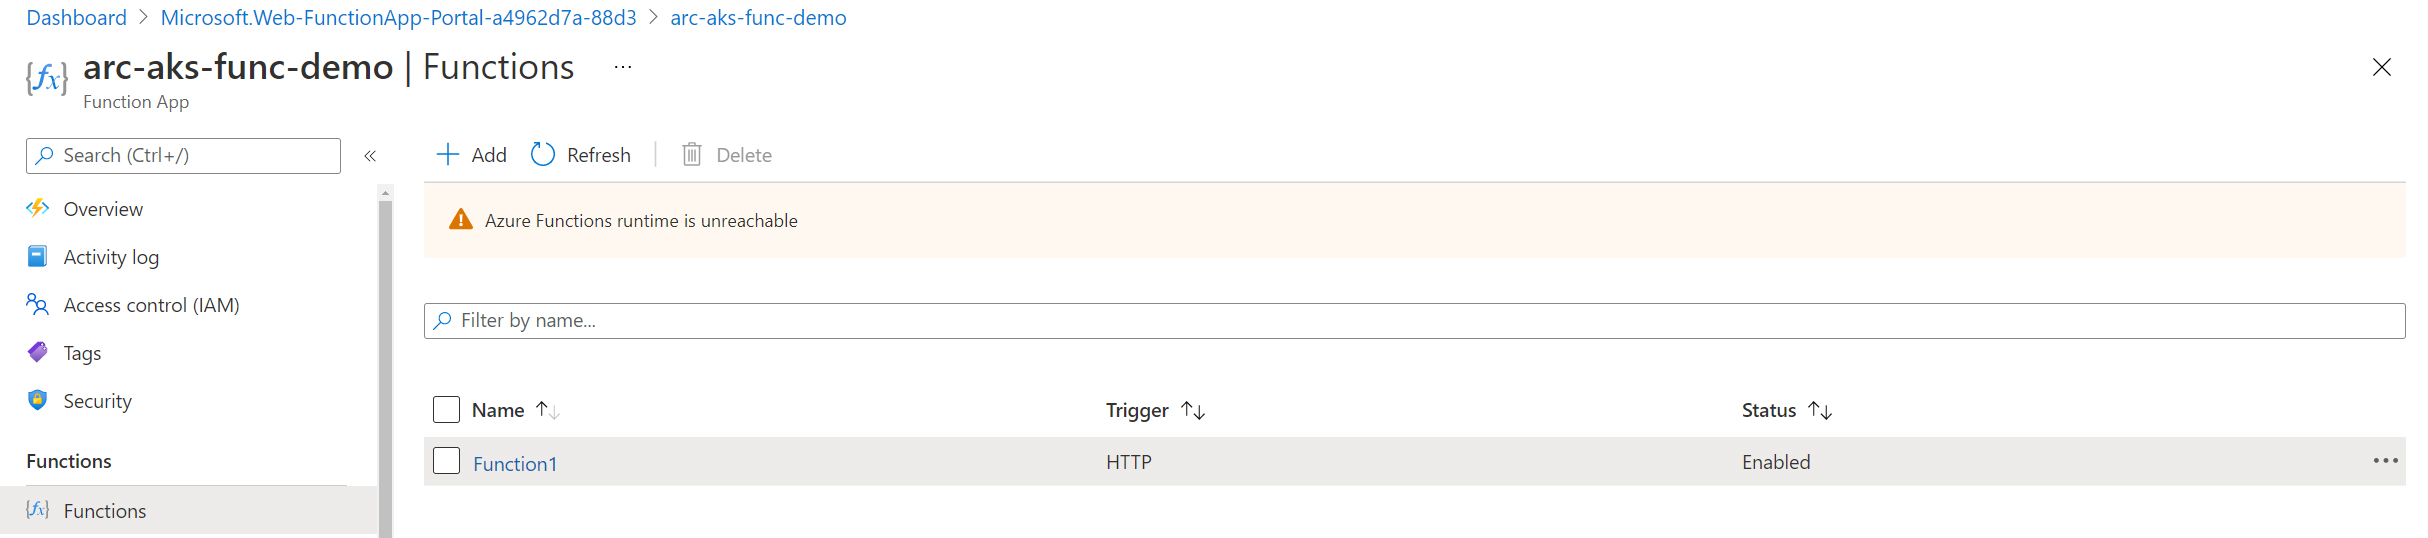 Dashboard > Microsoft.Web-FunctionApp-Portal-a4962d7a-88d3 > arc-aks-func-demo
{fx} arc-aks-func-demo | Functions ...
Function App
Search (Ctrl+/) «
Add Refresh | Delete
Azure Functions runtime is unreachable
Overview
Activity log
Access control (IAM)
Tags
Security
Functions
{fx} Functions
Filter by name...
Name ↑↓ Trigger ↑↓ Status ↑↓
Function1 HTTP Enabled ...